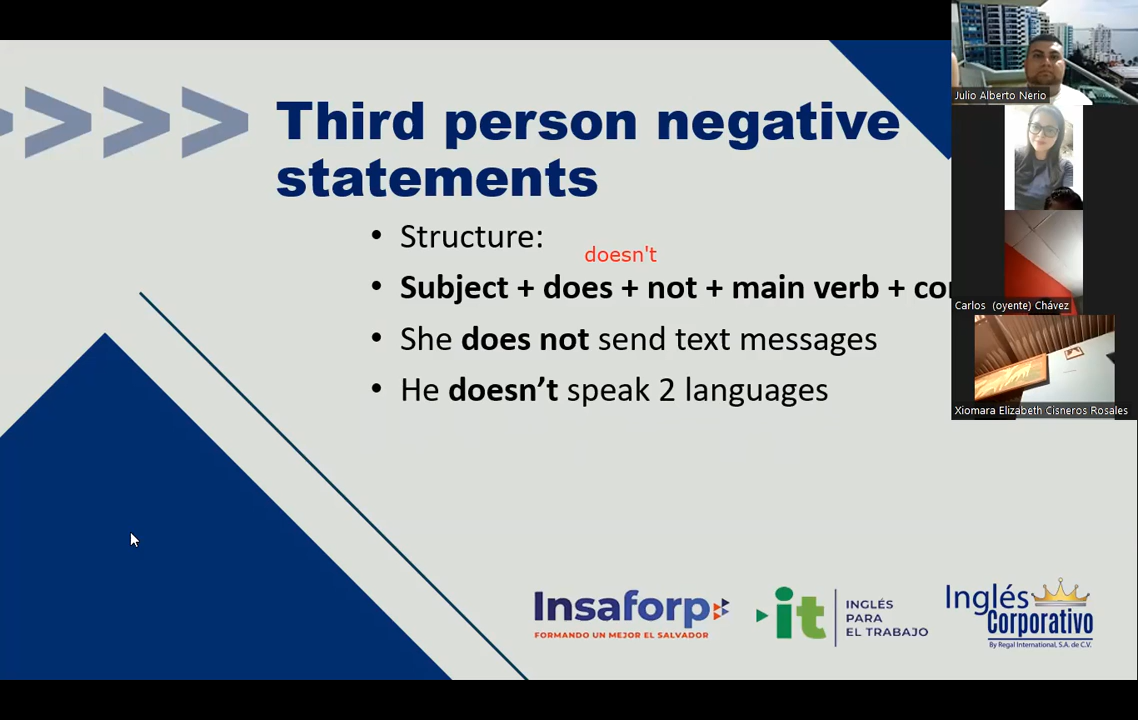 Third person negative
statements
• Structure:
doesn't
• Subject + does + not + main verb + co
• She does not send text messages
• He doesn’t speak 2 languages
Julio Alberto Nerio
Carlos (oyente) Chávez
Xiomara Elizabeth Cisneros Rosales
Insaforp
FORMANDO UN MEJOR EL SALVADOR
it
INGLÉS
PARA
EL TRABAJO
Inglés
Corporativo
By Regal International, S.A. de C.V.